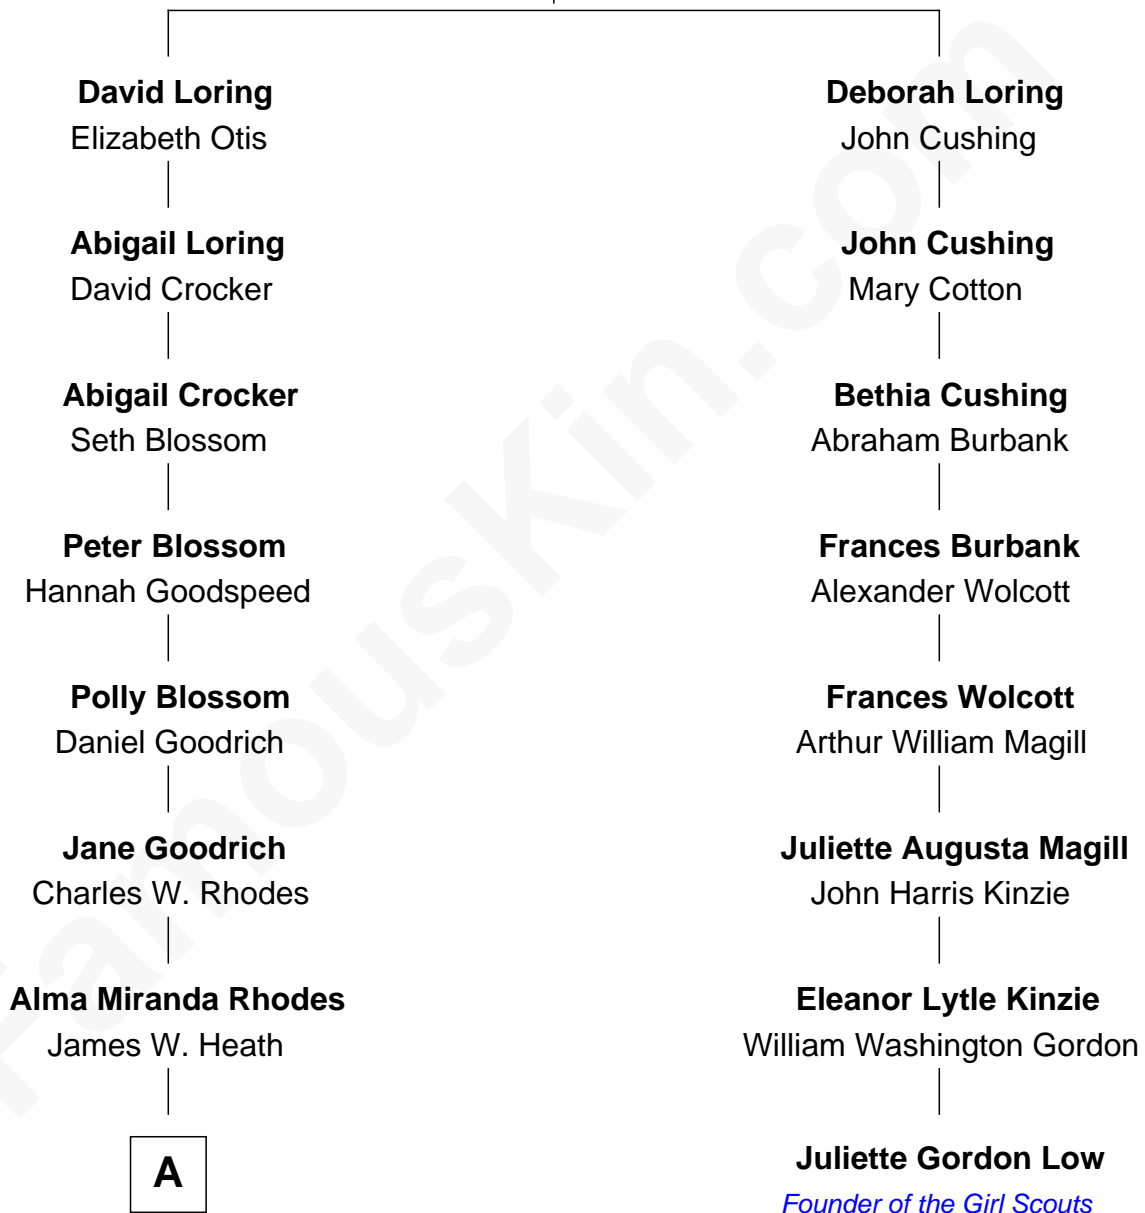 David Loring
Elizabeth Otis
Abigail Loring
David Crocker
Abigail Crocker
Seth Blossom
Peter Blossom
Hannah Goodspeed
Polly Blossom
Daniel Goodrich
Jane Goodrich
Charles W. Rhodes
Alma Miranda Rhodes
James W. Heath
A
Deborah Loring
John Cushing
John Cushing
Mary Cotton
Bethia Cushing
Abraham Burbank
Frances Burbank
Alexander Wolcott
Frances Wolcott
Arthur William Magill
Juliette Augusta Magill
John Harris Kinzie
Eleanor Lytle Kinzie
William Washington Gordon
Juliette Gordon Low
Founder of the Girl Scouts
FamousKin.com